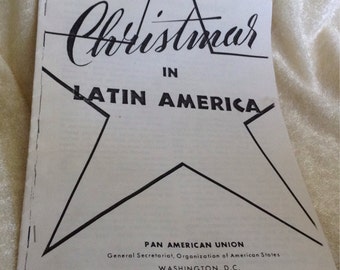 Christmas
IN
LATIN AMERICA
PAN AMERICAN UNION
General Secretariat, Organization of American States
WASHINGTON, D.C.